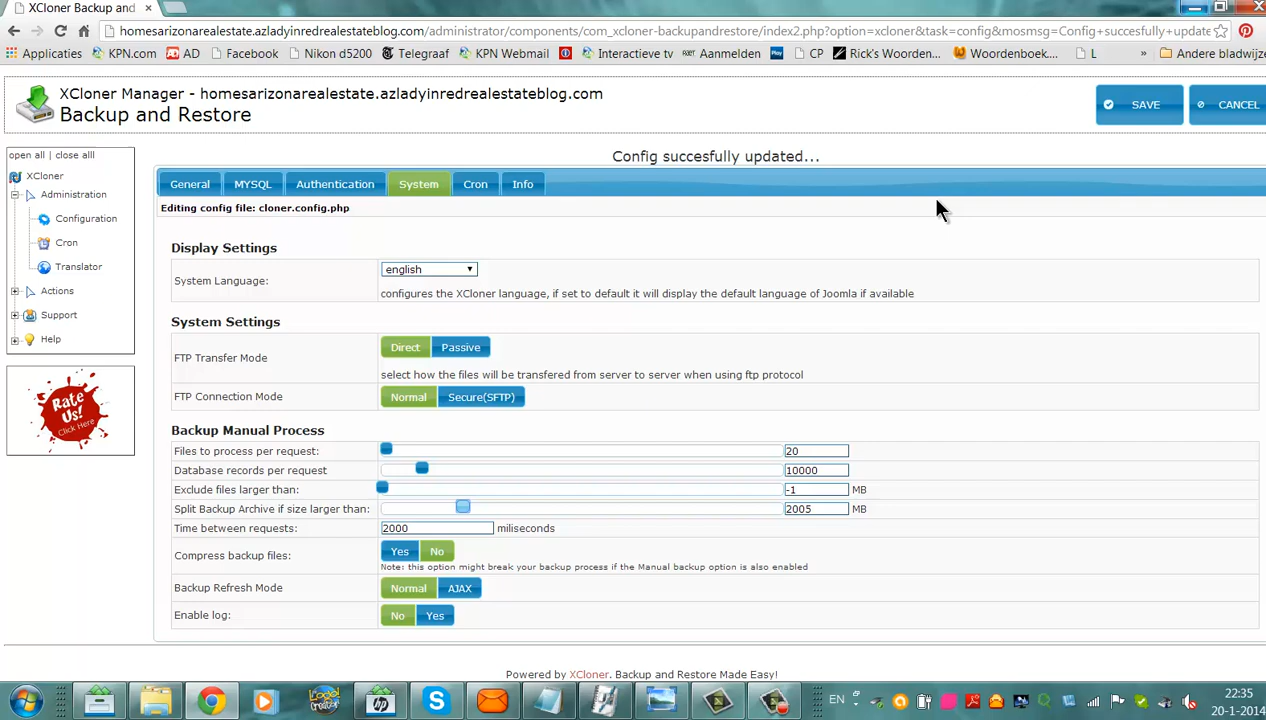 XCloner Backup and Resto
homesarizonarealestate.azladyinredrealestateblog.com/administrator/components/com_xcloner-backupandrestore/index2.php?option=xcloner&task=config&mosmsg=Config+succesfully+update
Applicaties KPN.com AD Facebook Nikon d5200 Telegraaf KPN Webmail Interactieve tv Aanmelden CP Rick's Woorden... Woordenboek.... L » Andere bladwijz
XCloner Manager - homesarizonarealestate.azladyinredrealestateblog.com
Backup and Restore
SAVE CANCEL
open all | close alll
Config succesfully updated...
XCloner
General MYSQL Authentication System Cron Info
Administration
Editing config file: cloner.config.php
Configuration
Cron
Translator
Actions
Support
Help
Rate Us! Click Here
Display Settings
System Language: english
configures the XCloner language, if set to default it will display the default language of Joomla if available
System Settings
FTP Transfer Mode Direct Passive
select how the files will be transfered from server to server when using ftp protocol
FTP Connection Mode Normal Secure(SFTP)
Backup Manual Process
Files to process per request: 20
Database records per request 10000
Exclude files larger than: -1 MB
Split Backup Archive if size larger than: 2005 MB
Time between requests: 2000 miliseconds
Compress backup files: Yes No
Note: this option might break your backup process if the Manual backup option is also enabled
Backup Refresh Mode Normal AJAX
Enable log: No Yes
Powered by XCloner. Backup and Restore Made Easy!
EN 22:35
20-1-2014